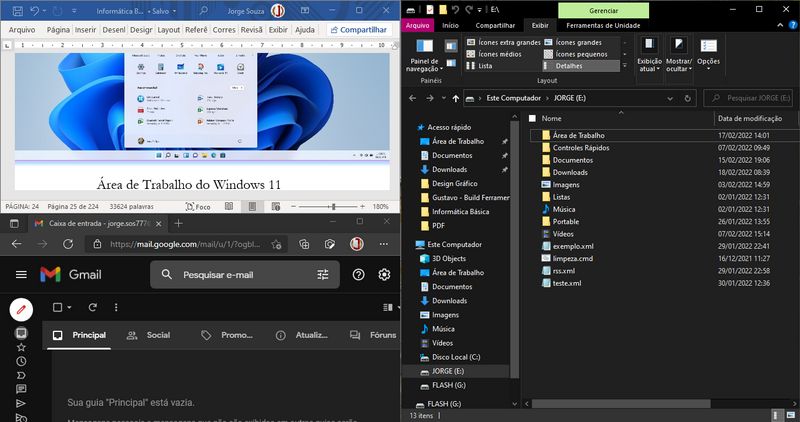 Informática B... • Salvo
Jorge Souza
Arquivo Página Inserir Desenl Design Layout Referê Corres Revisã Exibir Ajuda Compartilhar
Área de Trabalho do Windows 11
PÁGINA: 24 Página 25 de 224 33624 palavras Foco 180%
Caixa de entrada - jorge.sos777
https://mail.google.com/mail/u/1/?ogbl
Gmail
Pesquisar e-mail
Principal Social Promo... Atualiz... Fóruns
Sua guia "Principal" está vazia.
E:\
Gerenciar
Arquivo Início Compartilhar Exibir Ferramentas de Unidade
Painel de navegação
Painéis
Ícones extra grandes Ícones grandes
Ícones médios Ícones pequenos
Lista Detalhes
Layout
Exibição atual
Mostrar/ocultar
Opções
Este Computador JORGE (E:)
Pesquisar JORGE (E:)
Acesso rápido
Área de Trabalho
Documentos
Downloads
Design Gráfico
Gustavo - Build Ferramen
Informática Básica
PDF
Este Computador
3D Objects
Área de Trabalho
Documentos
Downloads
Imagens
Música
Vídeos
Disco Local (C:)
JORGE (E:)
FLASH (G:)
FLASH (G:)
Nome Data de modificação
Área de Trabalho 17/02/2022 14:01
Controles Rápidos 07/02/2022 09:49
Documentos 15/02/2022 19:06
Downloads 18/02/2022 08:39
Imagens 03/02/2022 14:59
Listas 02/01/2022 12:31
Música 02/01/2022 12:31
Portable 26/01/2022 13:55
Vídeos 07/02/2022 15:14
exemplo.xml 29/01/2022 22:41
limpeza.cmd 16/12/2021 11:27
rss.xml 29/01/2022 22:58
teste.xml 30/01/2022 12:36
13 itens